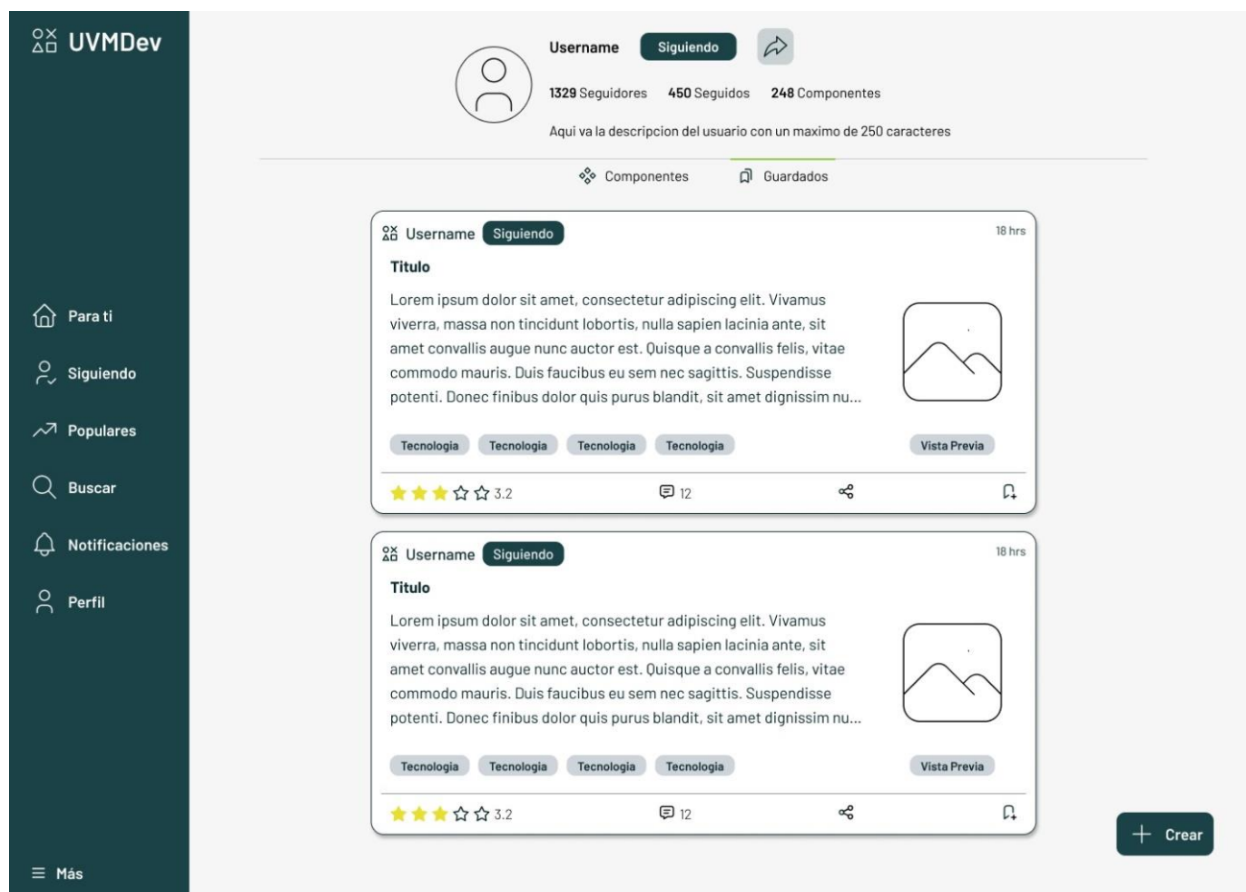 UVMDev
Para ti
Siguiendo
Populares
Buscar
Notificaciones
Perfil
Más
Username Siguiendo
1329 Seguidores 450 Seguidos 248 Componentes
Aqui va la descripcion del usuario con un maximo de 250 caracteres
Componentes Guardados
Username Siguiendo 18 hrs
Titulo
Lorem ipsum dolor sit amet, consectetur adipiscing elit. Vivamus
viverra, massa non tincidunt lobortis, nulla sapien lacinia ante, sit
amet convallis augue nunc auctor est. Quisque a convallis felis, vitae
commodo mauris. Duis faucibus eu sem nec sagittis. Suspendisse
potenti. Donec finibus dolor quis purus blandit, sit amet dignissim nu...
Tecnologia Tecnologia Tecnologia Tecnologia Vista Previa
3.2 12
Username Siguiendo 18 hrs
Titulo
Lorem ipsum dolor sit amet, consectetur adipiscing elit. Vivamus
viverra, massa non tincidunt lobortis, nulla sapien lacinia ante, sit
amet convallis augue nunc auctor est. Quisque a convallis felis, vitae
commodo mauris. Duis faucibus eu sem nec sagittis. Suspendisse
potenti. Donec finibus dolor quis purus blandit, sit amet dignissim nu...
Tecnologia Tecnologia Tecnologia Tecnologia Vista Previa
3.2 12
Crear